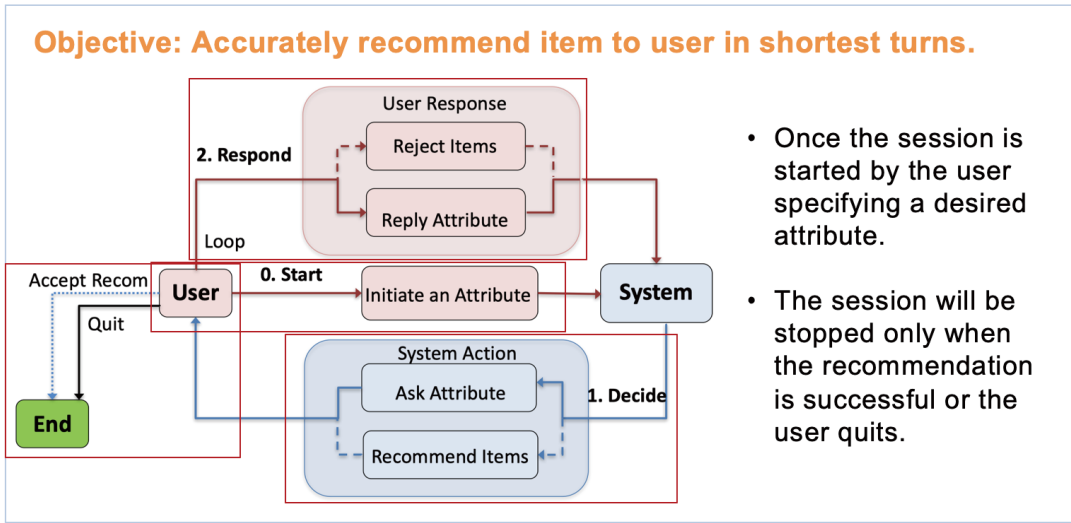 Objective: Accurately recommend item to user in shortest turns.
User Response
Reject Items
2. Respond
Reply Attribute
Loop
Accept Recom
0. Start
User
Initiate an Attribute
System
Quit
System Action
Ask Attribute
1. Decide
End
Recommend Items
• Once the session is
started by the user
specifying a desired
attribute.
• The session will be
stopped only when
the recommendation
is successful or the
user quits.